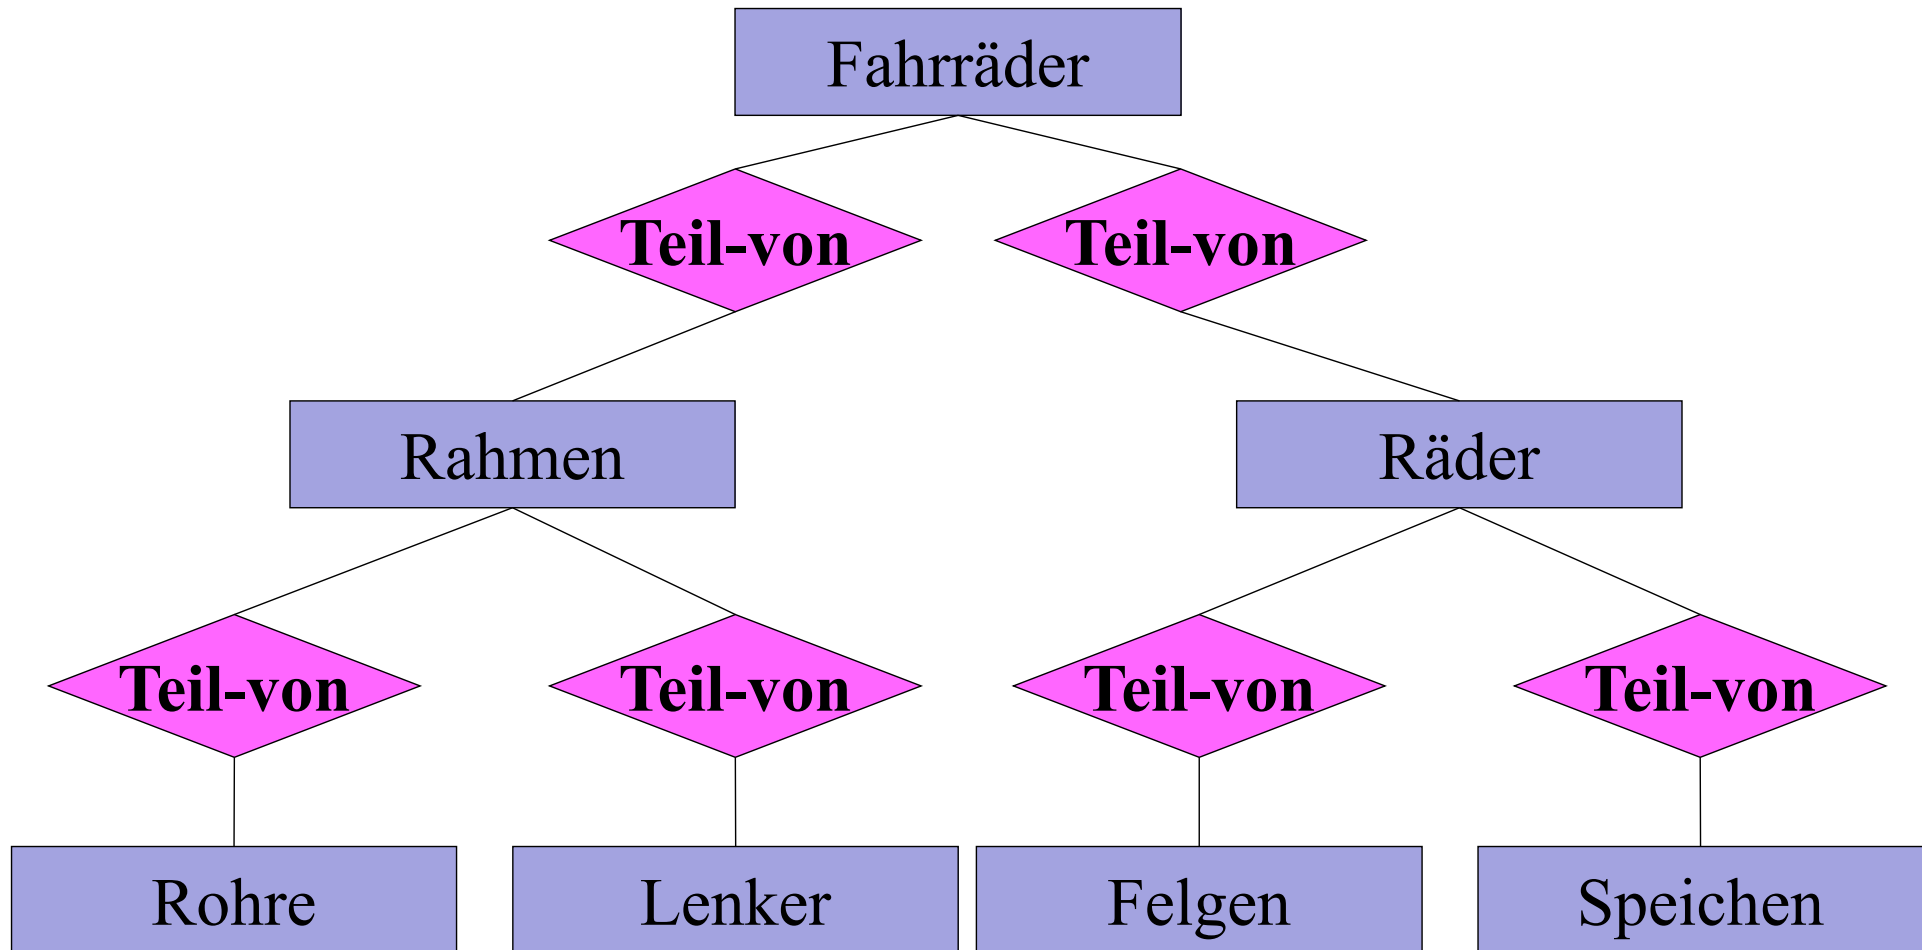 Fahrräder
Teil-von
Teil-von
Rahmen
Räder
Teil-von
Teil-von
Teil-von
Teil-von
Rohre
Lenker
Felgen
Speichen